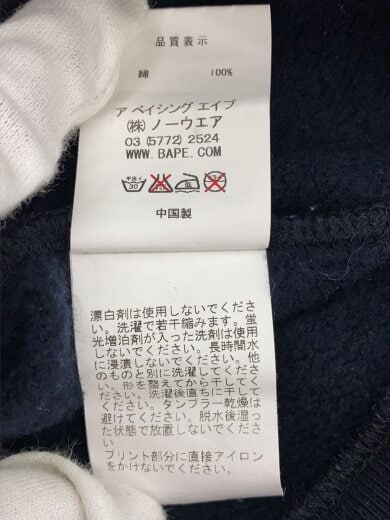 品質表示
綿 100%
ア ベイシング エイプ
(株) ノーウエア
03 (5772) 2524
WWW.BAPE.COM
手洗イ
30
中国製
漂白剤は使用しないでくださ
い。洗濯で若干縮みます。蛍
光増泊剤が入った洗剤は使用
しないでください。長時間水
に浸漬しないでください。他
のものと別に洗濯してくださ
い。形を整えてから干してく
ださい。洗濯後直ちに干して
ください。タンブラー乾燥は
避けてください。脱水後湿っ
た状態で放置しないでくださ
い
プリント部分に直接アイロン
をかけないでください。